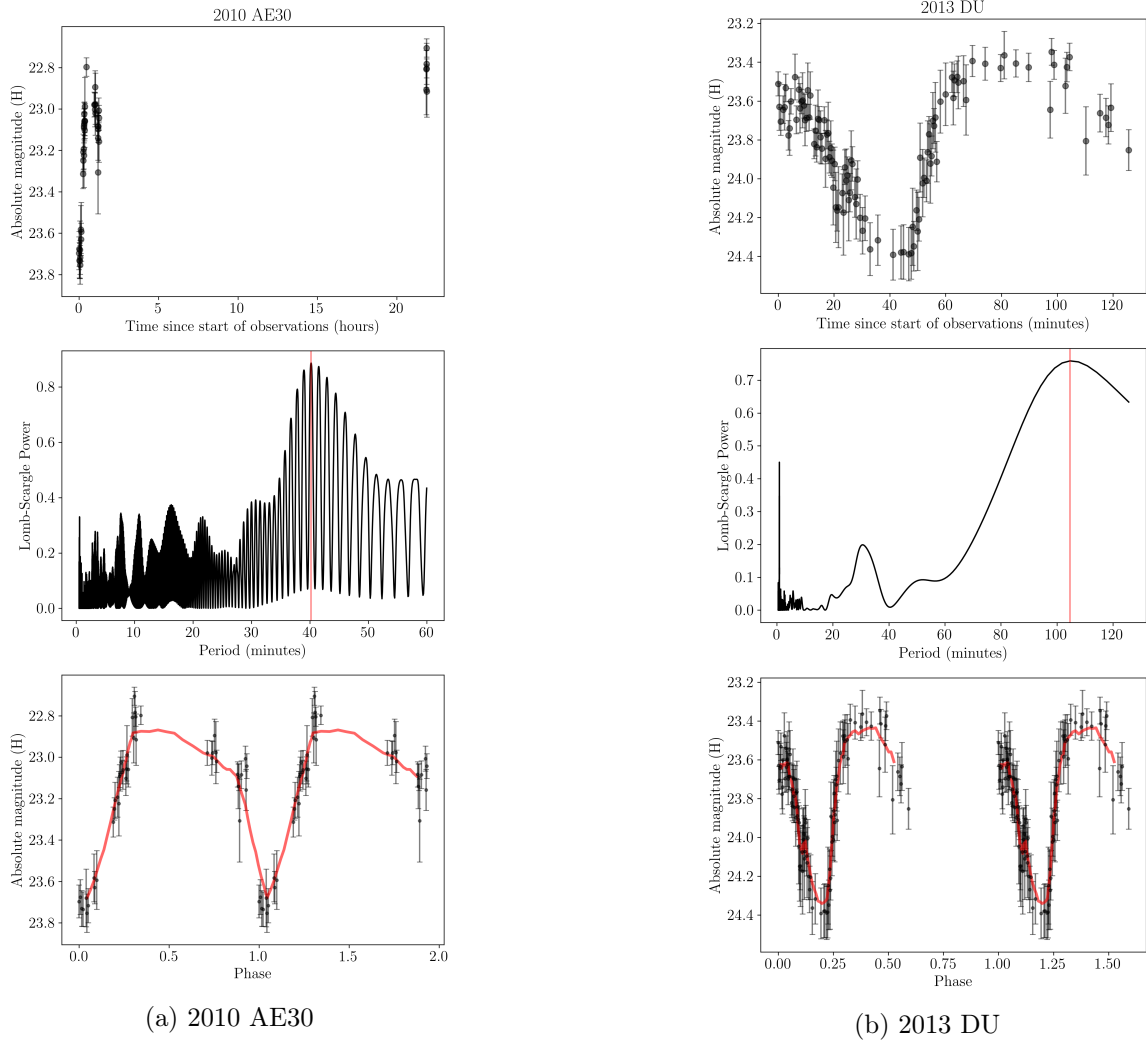 2010 AE30
22.8
23.0
23.2
23.4
23.6
23.8
Absolute magnitude (H)
0 5 10 15 20
Time since start of observations (hours)
0.8
0.6
0.4
0.2
0.0
Lomb-Scargle Power
0 10 20 30 40 50 60
Period (minutes)
22.8
23.0
23.2
23.4
23.6
23.8
Absolute magnitude (H)
0.0 0.5 1.0 1.5 2.0
Phase
(a) 2010 AE30
2013 DU
23.2
23.4
23.6
23.8
24.0
24.2
24.4
Absolute magnitude (H)
0 20 40 60 80 100 120
Time since start of observations (minutes)
0.7
0.6
0.5
0.4
0.3
0.2
0.1
0.0
Lomb-Scargle Power
0 20 40 60 80 100 120
Period (minutes)
23.2
23.4
23.6
23.8
24.0
24.2
24.4
Absolute magnitude (H)
0.00 0.25 0.50 0.75 1.00 1.25 1.50
Phase
(b) 2013 DU